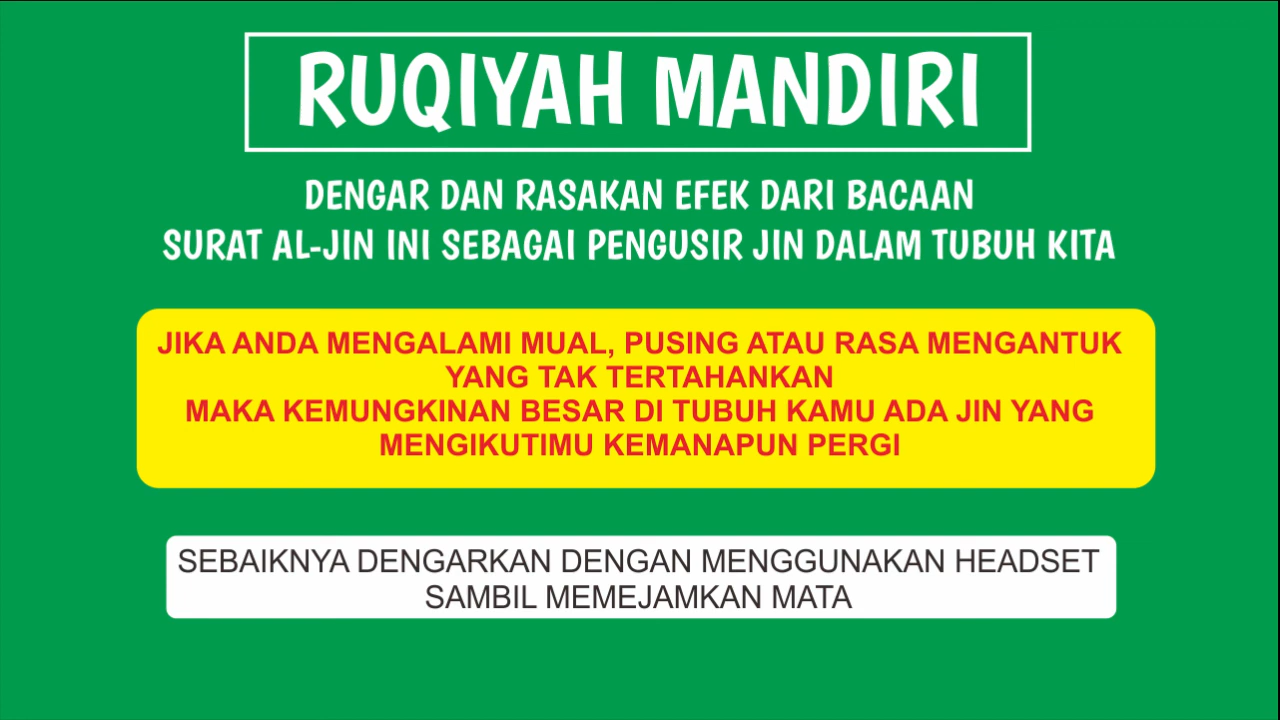 RUQIYAH MANDIRI
DENGAR DAN RASAKAN EFEK DARI BACAAN
SURAT AL-JIN INI SEBAGAI PENGUSIR JIN DALAM TUBUH KITA
JIKA ANDA MENGALAMI MUAL, PUSING ATAU RASA MENGANTUK
YANG TAK TERTAHANKAN
MAKA KEMUNGKINAN BESAR DI TUBUH KAMU ADA JIN YANG
MENGIKUTIMU KEMANAPUN PERGI
SEBAIKNYA DENGARKAN DENGAN MENGGUNAKAN HEADSET
SAMBIL MEMEJAMKAN MATA